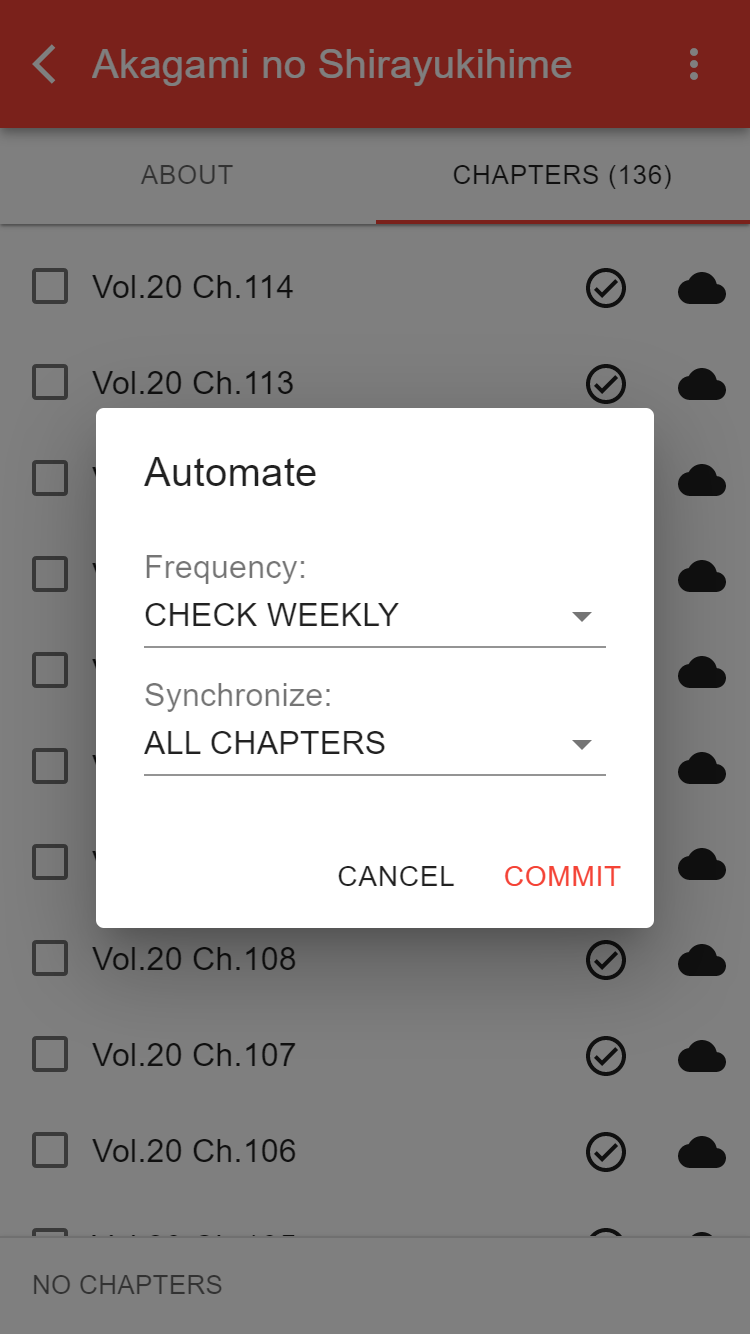 Akagami no Shirayukihime
ABOUT
CHAPTERS (136)
Vol.20 Ch.114
Vol.20 Ch.113
Automate
Frequency:
CHECK WEEKLY
Synchronize:
ALL CHAPTERS
CANCEL
COMMIT
Vol.20 Ch.108
Vol.20 Ch.107
Vol.20 Ch.106
NO CHAPTERS